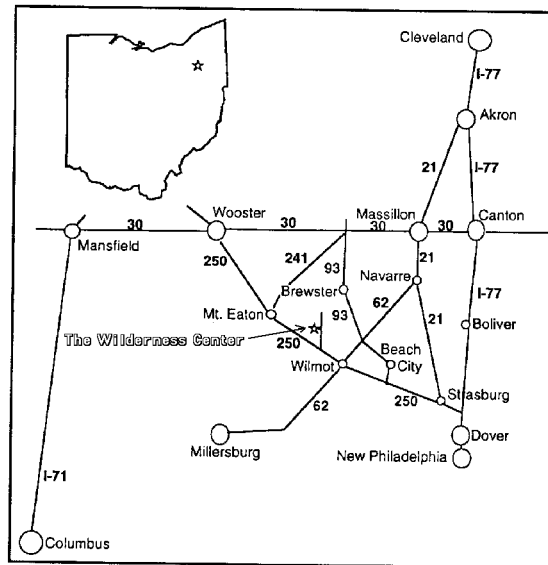 Cleveland
I-77
Akron
21
I-77
Wooster
Massillon
Canton
30
30
30
30
Mansfield
250
241
93
21
Navarre
Brewster
62
I-77
Mt. Eaton
93
21
Boliver
The Wilderness Center
250
Beach
City
Wilmot
250
Strasburg
62
Millersburg
Dover
New Philadelphia
I-71
Columbus